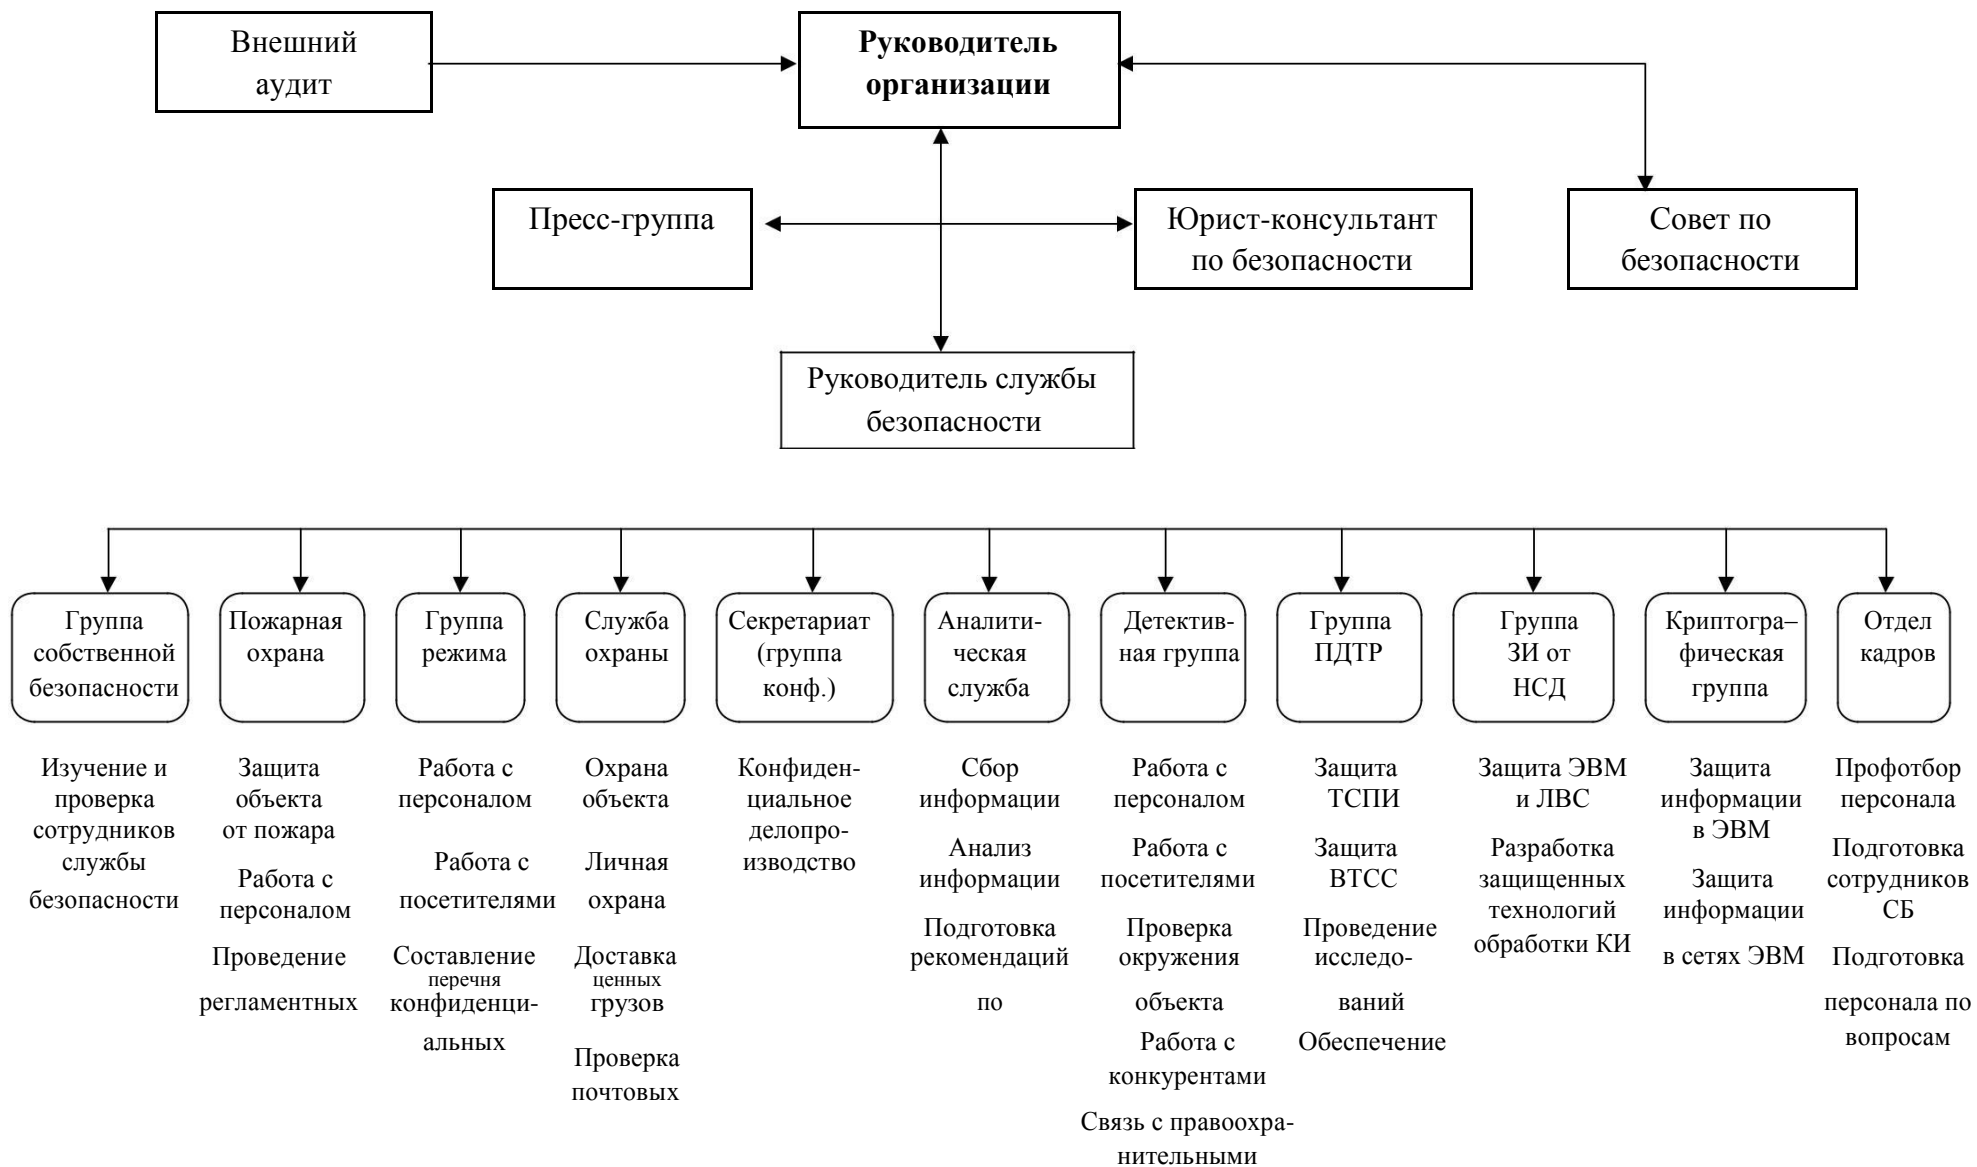 Внешний
аудит
Руководитель
организации
Пресс-группа
Юрист-консультант
по безопасности
Совет по
безопасности
Руководитель службы
безопасности
Группа
собственной
безопасности
Пожарная
охрана
Группа
режима
Служба
охраны
Секретариат
(группа
конф.)
Аналити-
ческая
служба
Детектив-
ная группа
Группа
ПДТР
Группа
ЗИ от
НСД
Криптогра–
фическая
группа
Отдел
кадров
Изучение и
проверка
сотрудников
службы
безопасности
Защита
объекта
от пожара
Работа с
персоналом
Проведение
регламентных
Работа с
персоналом
Работа с
посетителями
Составление
перечня
конфиденци-
альных
Охрана
объекта
Личная
охрана
Доставка
ценных
грузов
Проверка
почтовых
Конфиден-
циальное
делопро-
изводство
Сбор
информации
Анализ
информации
Подготовка
рекомендаций
по
Работа с
персоналом
Работа с
посетителями
Проверка
окружения
объекта
Работа с
конкурентами
Связь с правоохра-
нительными
Защита
ТСПИ
Защита
ВТСС
Проведение
исследо-
ваний
Обеспечение
Защита ЭВМ
и ЛВС
Разработка
защищенных
технологий
обработки КИ
Защита
информации
в ЭВМ
Защита
информации
в сетях ЭВМ
Профотбор
персонала
Подготовка
сотрудников
СБ
Подготовка
персонала по
вопросам